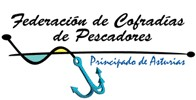 Federación de Cofradías
de Pescadores
Principado de Asturias